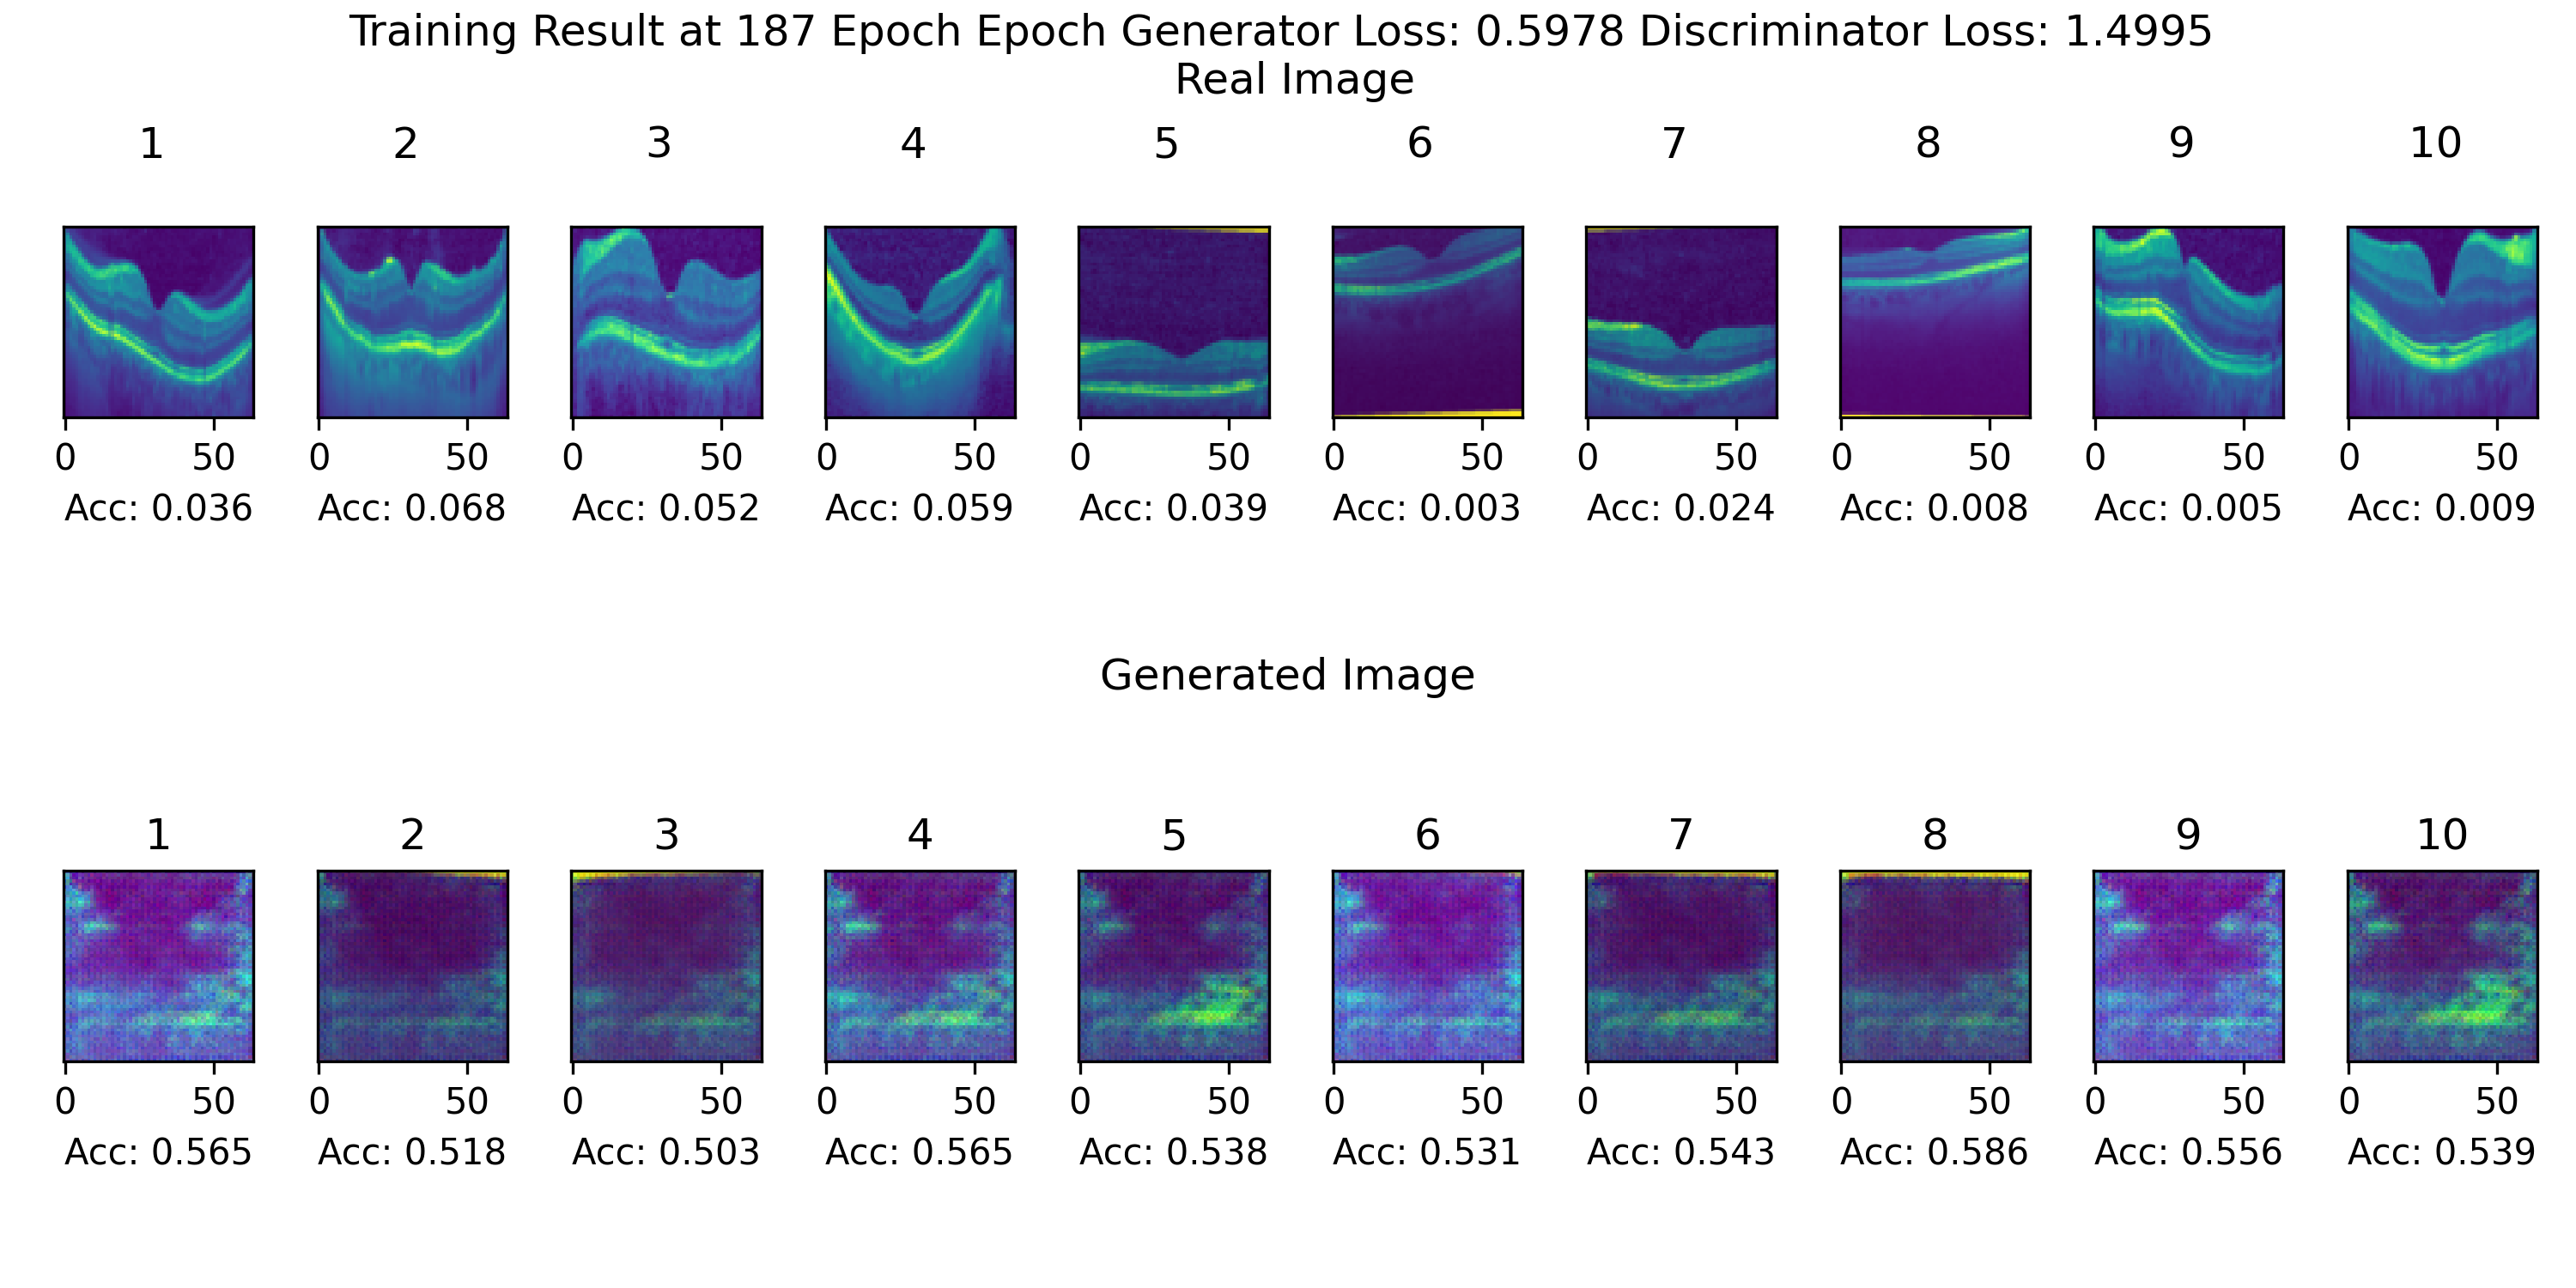 Training Result at 187 Epoch Epoch Generator Loss: 0.5978 Discriminator Loss: 1.4995
Real Image
1 2 3 4 5 6 7 8 9 10
0 50 0 50 0 50 0 50 0 50 0 50 0 50 0 50 0 50 0 50
Acc: 0.036 Acc: 0.068 Acc: 0.052 Acc: 0.059 Acc: 0.039 Acc: 0.003 Acc: 0.024 Acc: 0.008 Acc: 0.005 Acc: 0.009
Generated Image
1 2 3 4 5 6 7 8 9 10
0 50 0 50 0 50 0 50 0 50 0 50 0 50 0 50 0 50 0 50
Acc: 0.565 Acc: 0.518 Acc: 0.503 Acc: 0.565 Acc: 0.538 Acc: 0.531 Acc: 0.543 Acc: 0.586 Acc: 0.556 Acc: 0.539